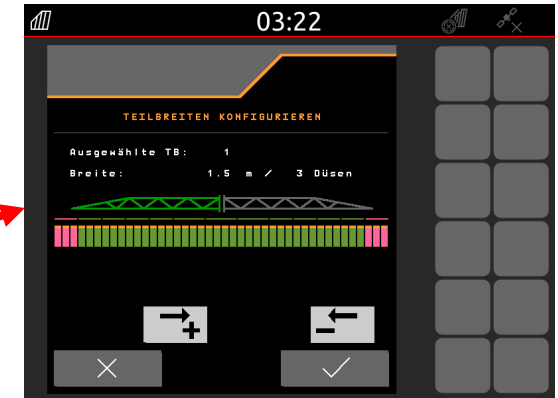 03:22
TEILBREITEN KONFIGURIEREN
Ausgewählte TB: 1
Breite: 1.5 m / 3 Düsen